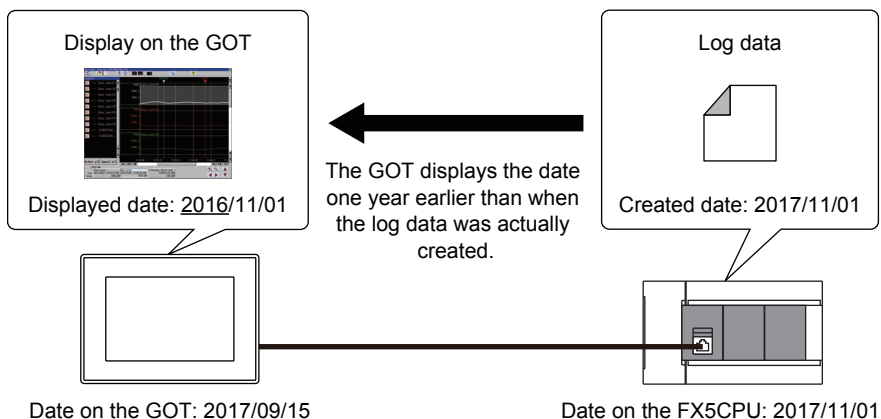 Display on the GOT
Displayed date: 2016/11/01
The GOT displays the date
one year earlier than when
the log data was actually
created.
Log data
Created date: 2017/11/01
Date on the GOT: 2017/09/15
Date on the FX5CPU: 2017/11/01